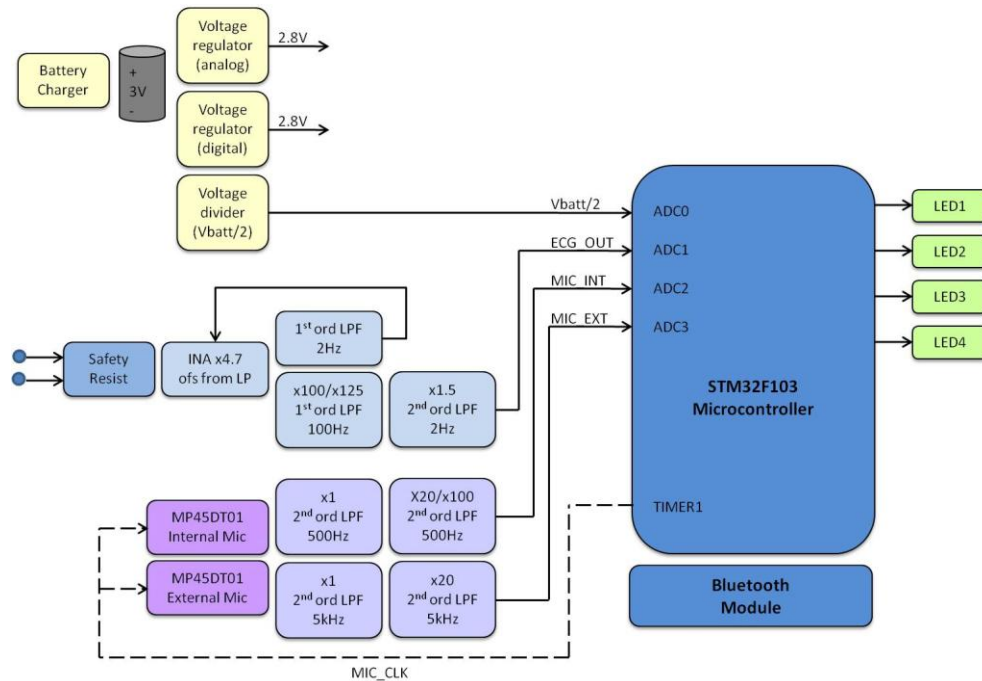 Battery
Charger
+
3V
-
Voltage
regulator
(analog)
2.8V
Voltage
regulator
(digital)
2.8V
Voltage
divider
(Vbatt/2)
Vbatt/2
ECG_OUT
MIC_INT
MIC_EXT
ADC0
ADC1
ADC2
ADC3
STM32F103
Microcontroller
TIMER1
LED1
LED2
LED3
LED4
Bluetooth
Module
Safety
Resist
INA x4.7
ofs from LP
1st ord LPF
2Hz
x100/x125
1st ord LPF
100Hz
x1.5
2nd ord LPF
2Hz
MP45DT01
Internal Mic
x1
2nd ord LPF
500Hz
X20/x100
2nd ord LPF
500Hz
MP45DT01
External Mic
x1
2nd ord LPF
5kHz
x20
2nd ord LPF
5kHz
MIC_CLK